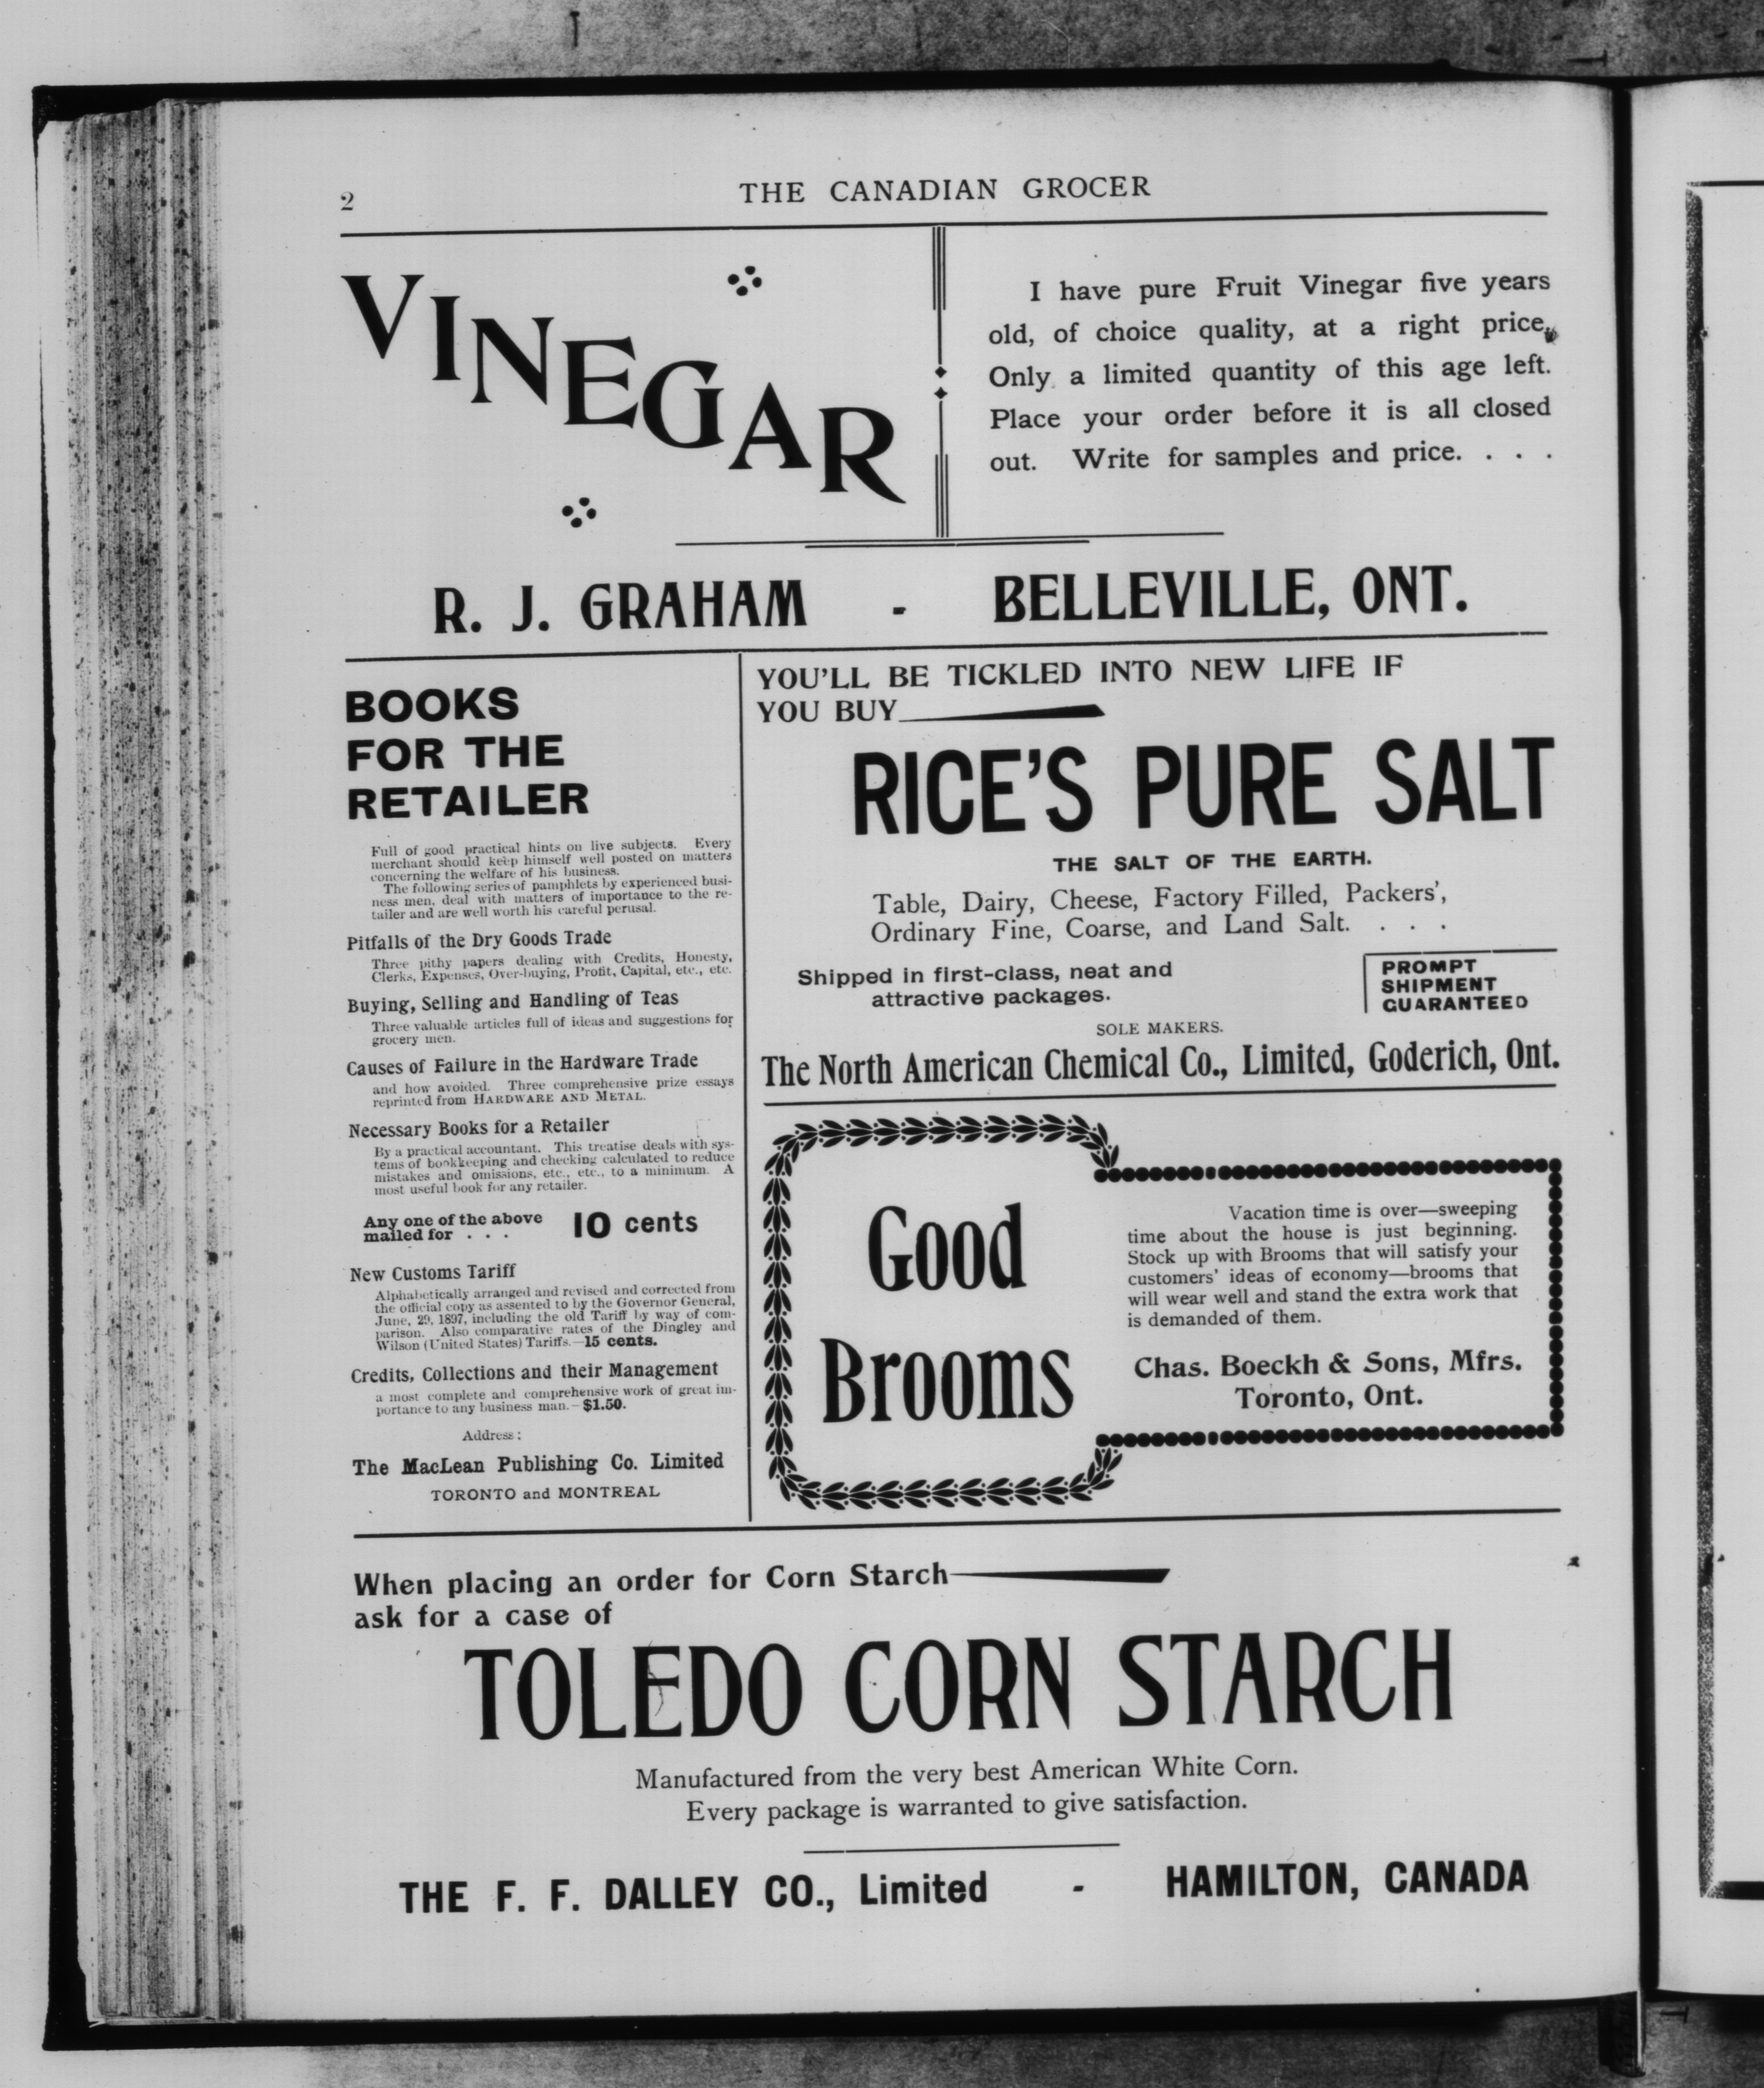 2
THE CANADIAN GROCER
VINEGAR
I have pure Fruit Vinegar five years
old, of choice quality, at a right price.
Only a limited quantity of this age left.
Place your order before it is all closed
out. Write for samples and price. . . .
R. J. GRAHAM - BELLEVILLE, ONT.
BOOKS
FOR THE
RETAILER
Full of good practical hints on live subjects. Every
merchant should keep himself well posted on matters
concerning the welfare of his business.
The following series of pamphlets by experienced busi-
ness men, deal with matters of importance to the re-
tailer and are well worth his careful perusal.
Pitfalls of the Dry Goods Trade
Three pithy papers dealing with Credits, Honesty,
Clerks, Expenses, Over-buying, Profit, Capital, etc., etc.
Buying, Selling and Handling of Teas
Three valuable articles full of ideas and suggestions for
grocery men.
Causes of Failure in the Hardware Trade
and how avoided. Three comprehensive prize essays
reprinted from HARDWARE AND METAL.
Necessary Books for a Retailer
By a practical accountant. This treatise deals with sys-
tems of bookkeeping and checking calculated to reduce
mistakes and omissions, etc., etc., to a minimum. A
most useful book for any retailer.
Any one of the above
mailed for . . . 10 cents
New Customs Tariff
Alphabetically arranged and revised and corrected from
the official copy as assented to by the Governor General,
June, 29, 1897, including the old Tariff by way of com-
parison. Also comparative rates of the Dingley and
Wilson (United States) Tariffs.—15 cents.
Credits, Collections and their Management
a most complete and comprehensive work of great im-
portance to any business man.—$1.50.
Address:
The MacLean Publishing Co. Limited
TORONTO and MONTREAL
YOU'LL BE TICKLED INTO NEW LIFE IF
YOU BUY
RICE'S PURE SALT
THE SALT OF THE EARTH.
Table, Dairy, Cheese, Factory Filled, Packers',
Ordinary Fine, Coarse, and Land Salt. . . .
Shipped in first-class, neat and
attractive packages.
PROMPT
SHIPMENT
GUARANTEED
SOLE MAKERS.
The North American Chemical Co., Limited, Goderich, Ont.
Good
Brooms
Vacation time is over—sweeping
time about the house is just beginning.
Stock up with Brooms that will satisfy your
customers' ideas of economy—brooms that
will wear well and stand the extra work that
is demanded of them.
Chas. Boeckh & Sons, Mfrs.
Toronto, Ont.
When placing an order for Corn Starch
ask for a case of
TOLEDO CORN STARCH
Manufactured from the very best American White Corn.
Every package is warranted to give satisfaction.
THE F. F. DALLEY CO., Limited - HAMILTON, CANADA